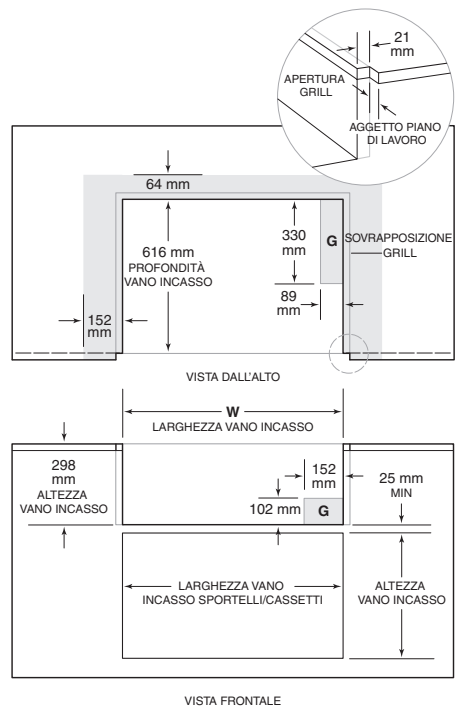 21
mm
APERTURA
GRILL
AGGETTO PIANO
DI LAVORO
64 mm
616 mm
PROFONDITÀ
VANO INCASSO
330
mm
G
SOVRAPPOSIZIONE
GRILL
89
mm
152
mm
VISTA DALL'ALTO
W
LARGHEZZA VANO INCASSO
298
mm
ALTEZZA
VANO INCASSO
152
mm
102 mm
G
25 mm
MIN
LARGHEZZA VANO
INCASSO SPORTELLI/CASSETTI
ALTEZZA
VANO INCASSO
VISTA FRONTALE